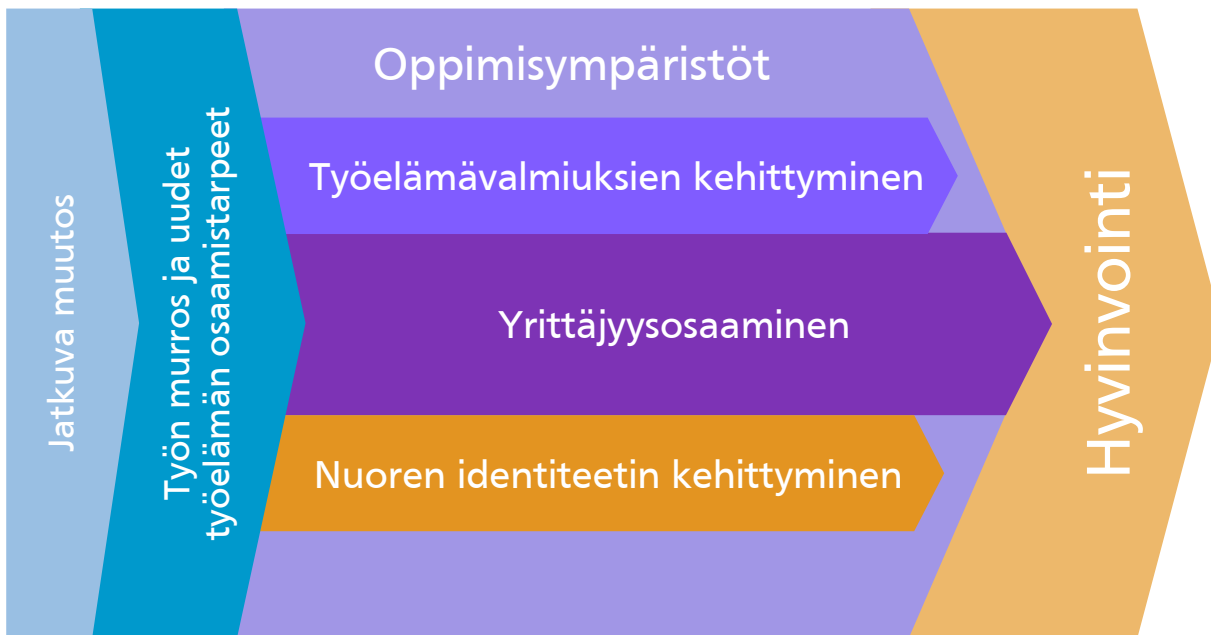 Jatkuva muutos
Työn murros ja uudet
työelämän osaamistarpeet
Oppimisympäristöt
Työelämävalmiuksien kehittyminen
Yrittäjyysosaaminen
Nuoren identiteetin kehittyminen
Hyvinvointi